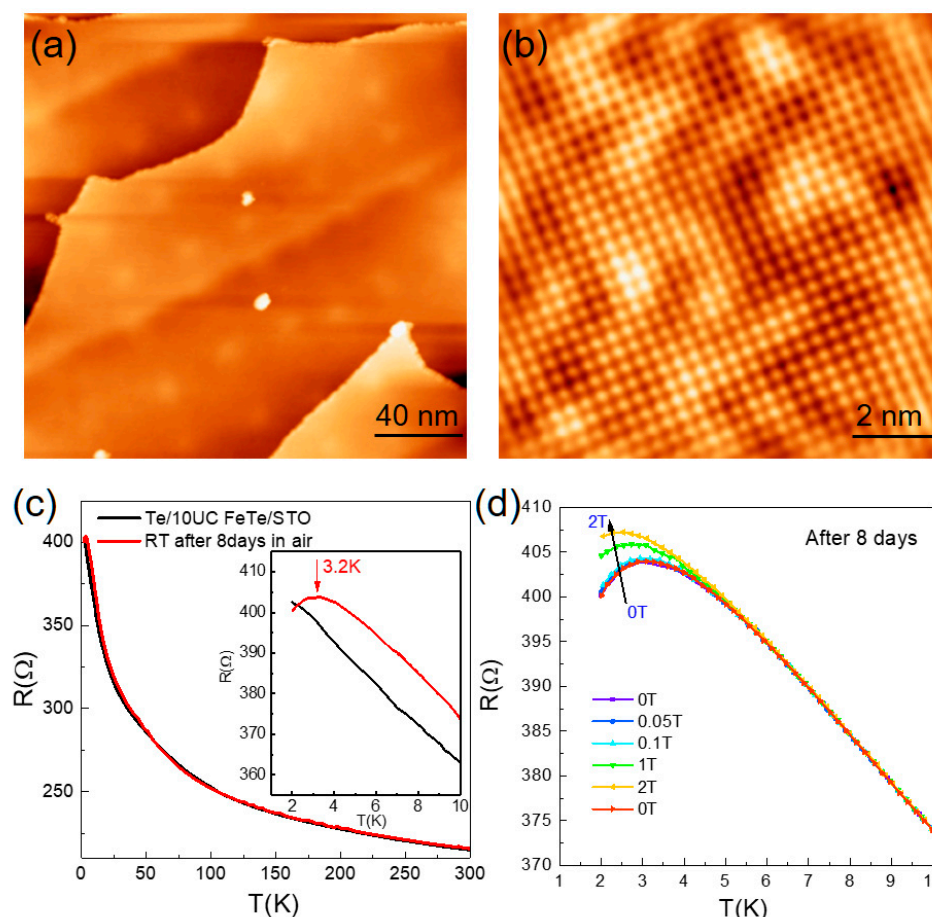 (a)
40 nm
(b)
2 nm
(c)
Te/10UC FeTe/STO
RT after 8days in air
400
350
300
250
R(Ω)
0 50 100 150 200 250 300
T(K)
3.2K
410
400
390
380
370
360
R(Ω)
2 4 6 8 10
T(K)
(d)
After 8 days
2T
0T
410
405
400
395
390
385
380
375
370
R(Ω)
0T
0.05T
0.1T
1T
2T
0T
1 2 3 4 5 6 7 8 9
T(K)